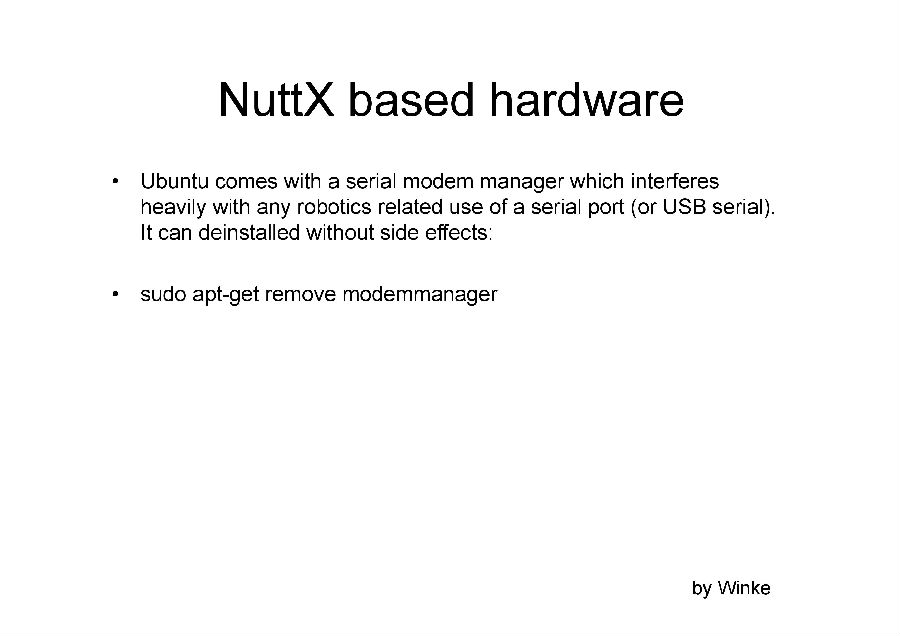 NuttX based hardware
• Ubuntu comes with a serial modem manager which interferes
heavily with any robotics related use of a serial port (or USB serial).
It can deinstalled without side effects:
• sudo apt-get remove modemmanager
by Winke